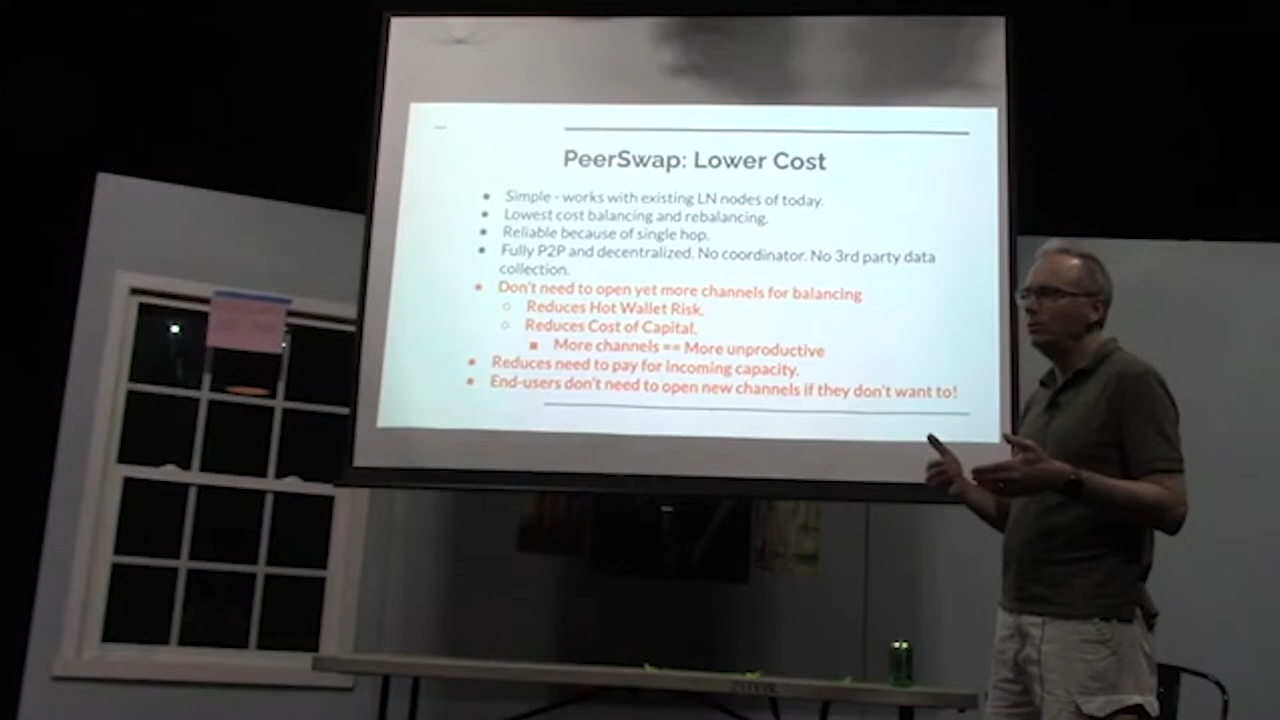 PeerSwap: Lower Cost
Simple - works with existing LN nodes of today.
Lowest cost balancing and rebalancing.
Reliable because of single hop.
Fully P2P and decentralized. No coordinator. No 3rd party data
collection.
Don't need to open yet more channels for balancing
Reduces Hot Wallet Risk.
Reduces Cost of Capital.
More channels == More unproductive
Reduces need to pay for incoming capacity.
End-users don't need to open new channels if they don't want to!